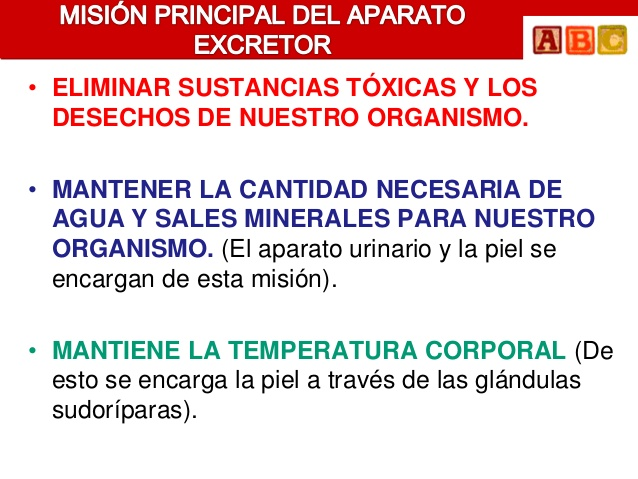 MISIÓN PRINCIPAL DEL APARATO
EXCRETOR
A B C
• ELIMINAR SUSTANCIAS TÓXICAS Y LOS
DESECHOS DE NUESTRO ORGANISMO.
• MANTENER LA CANTIDAD NECESARIA DE
AGUA Y SALES MINERALES PARA NUESTRO
ORGANISMO. (El aparato urinario y la piel se
encargan de esta misión).
• MANTIENE LA TEMPERATURA CORPORAL (De
esto se encarga la piel a través de las glándulas
sudoríparas).